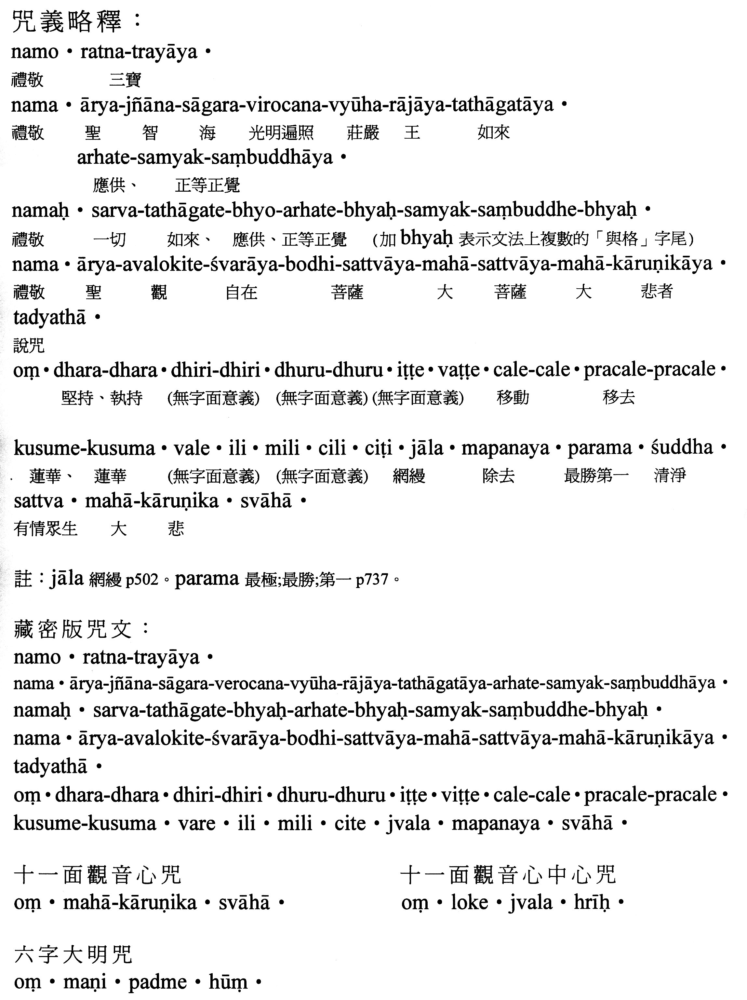 咒義略釋：
namo • ratna-trayāya •
禮敬 三寶
nama • ārya-jñāna-sāgara-virocana-vyūha-rājāya-tathāgatāya •
禮敬 聖 智 海 光明遍照 莊嚴 王 如來
arhate-samyak-saṃbuddhāya •
應供、 正等正覺
namaḥ • sarva-tathāgate-bhyo-arhate-bhyaḥ-samyak-saṃbuddhe-bhyaḥ •
禮敬 一切 如來、 應供、正等正覺 (加 bhyaḥ 表示文法上複數的「與格」字尾)
nama • ārya-avalokite-śvarāya-bodhi-sattvāya-mahā-sattvāya-mahā-kāruṇikāya •
禮敬 聖 觀 自在 菩薩 大 菩薩 大 悲者
tadyathā •
說咒
oṃ • dhara-dhara • dhiri-dhiri • dhuru-dhuru • iṭṭe • vaṭṭe • cale-cale • pracale-pracale •
堅持、執持 (無字面意義) (無字面意義) (無字面意義) 移動 移去
kusume-kusuma • vale • ili • mili • cili • ciṭi • jāla • mapanaya • parama • śuddha •
蓮華、 蓮華 (無字面意義) (無字面意義) 網縵 除去 最勝第一 清淨
sattva • mahā-kāruṇika • svāhā •
有情眾生 大 悲
註：jāla 網縵 p502。parama 最極;最勝;第一 p737。
藏密版咒文：
namo • ratna-trayāya •
nama • ārya-jñāna-sāgara-verocana-vyūha-rājāya-tathāgatāya-arhate-samyak-saṃbuddhāya •
namaḥ • sarva-tathāgate-bhyaḥ-arhate-bhyaḥ-samyak-saṃbuddhe-bhyaḥ •
nama • ārya-avalokite-śvarāya-bodhi-sattvāya-mahā-sattvāya-mahā-kāruṇikāya •
tadyathā •
oṃ • dhara-dhara • dhiri-dhiri • dhuru-dhuru • iṭṭe • viṭṭe • cale-cale • pracale-pracale •
kusume-kusuma • vare • ili • mili • cite • jvala • mapanaya • svāhā •
十一面觀音心咒 十一面觀音心中心咒
oṃ • mahā-kāruṇika • svāhā • oṃ • loke • jvala • hrīḥ •
六字大明咒
oṃ • maṇi • padme • hūṃ •